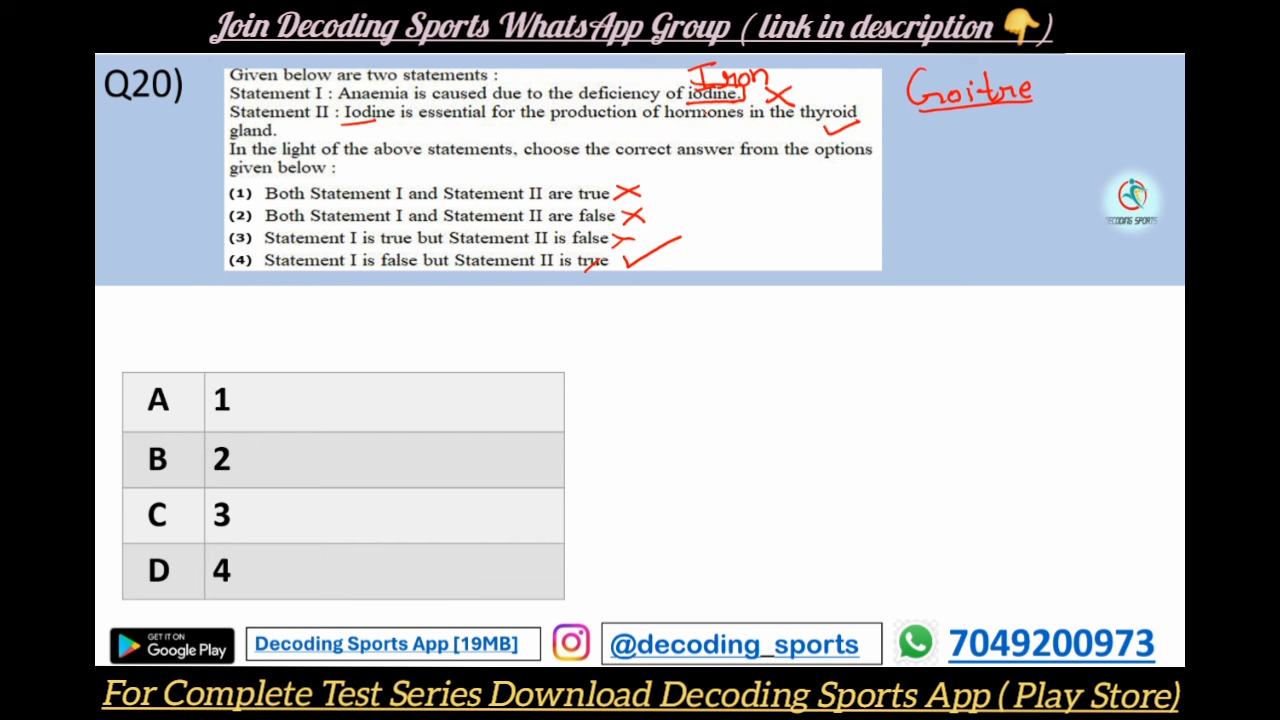 Join Decoding Sports WhatsApp Group ( link in description 👇)
Q20)
Given below are two statements :
Iron
Statement I : Anaemia is caused due to the deficiency of iodine.
Goitre
Statement II : Iodine is essential for the production of hormones in the thyroid
gland.
In the light of the above statements, choose the correct answer from the options
given below :
(1) Both Statement I and Statement II are true
(2) Both Statement I and Statement II are false
(3) Statement I is true but Statement II is false
(4) Statement I is false but Statement II is true
DECODING SPORTS
A 1
B 2
C 3
D 4
GET IT ON
Google Play
Decoding Sports App [19MB]
@decoding_sports
7049200973
For Complete Test Series Download Decoding Sports App ( Play Store)